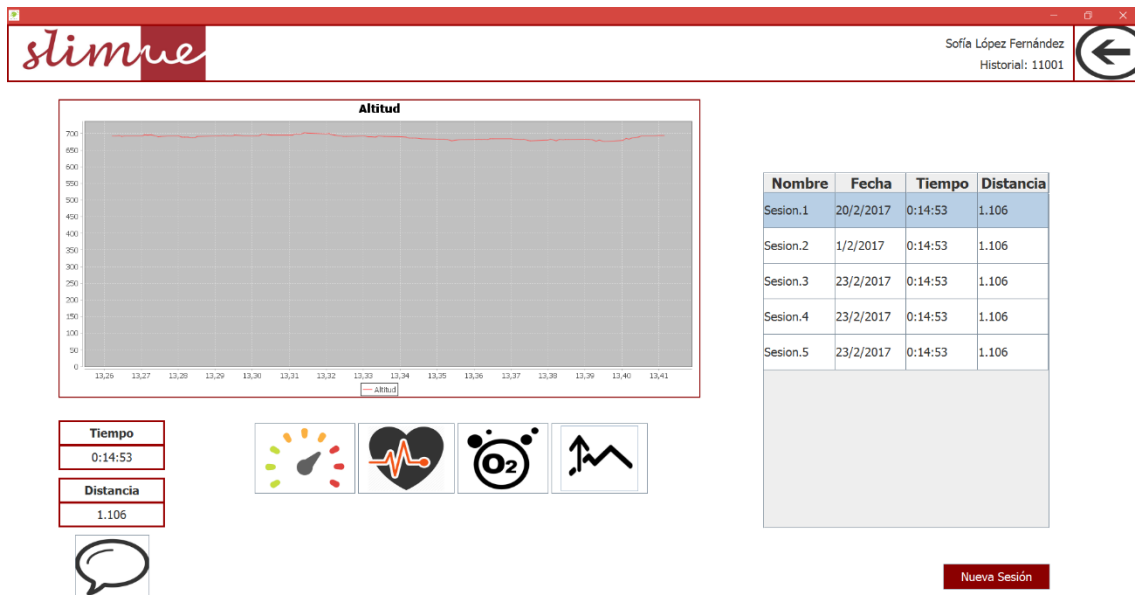 slimue
Sofía López Fernández
Historial: 11001
Altitud
700
650
600
550
500
450
400
350
300
250
200
150
100
50
0
13,26 13,27 13,28 13,29 13,30 13,31 13,32 13,33 13,34 13,35 13,36 13,37 13,38 13,39 13,40 13,41
Altitud
Nombre Fecha Tiempo Distancia
Sesion.1 20/2/2017 0:14:53 1.106
Sesion.2 1/2/2017 0:14:53 1.106
Sesion.3 23/2/2017 0:14:53 1.106
Sesion.4 23/2/2017 0:14:53 1.106
Sesion.5 23/2/2017 0:14:53 1.106
Tiempo
0:14:53
Distancia
1.106
O2
Nueva Sesión